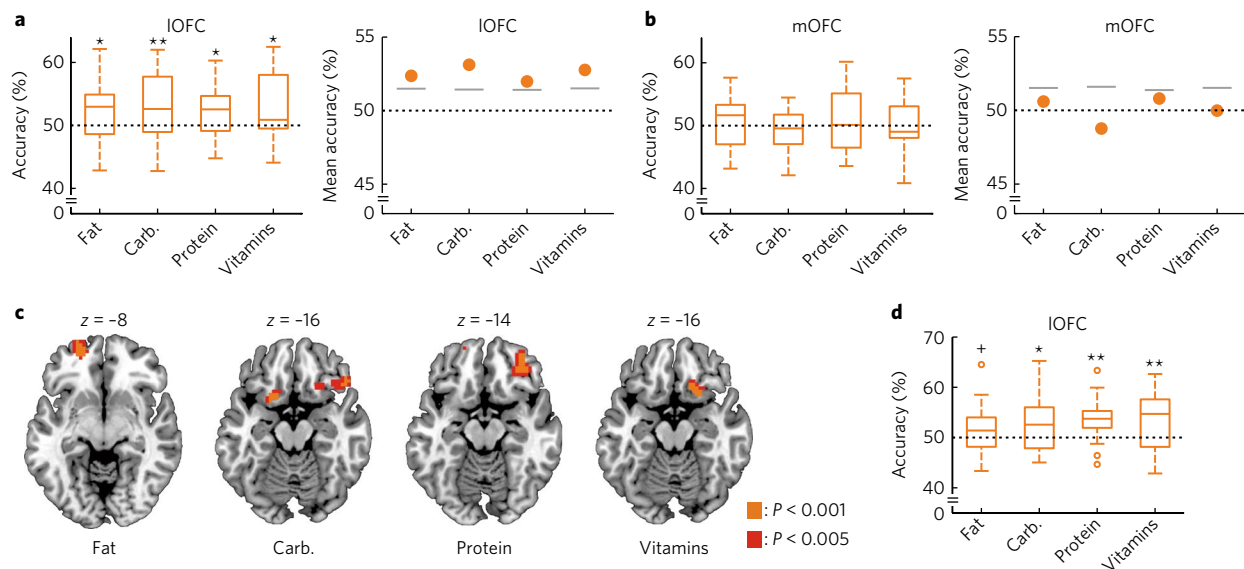 a
lOFC
Accuracy (%)
60
50
40
0
* ** * *
Fat
Carb.
Protein
Vitamins
lOFC
Mean accuracy (%)
55
50
45
0
Fat
Carb.
Protein
Vitamins
b
mOFC
Accuracy (%)
60
50
40
0
Fat
Carb.
Protein
Vitamins
mOFC
Mean accuracy (%)
55
50
45
0
Fat
Carb.
Protein
Vitamins
c
z = –8
z = –16
z = –14
z = –16
Fat
Carb.
Protein
Vitamins
: P < 0.001
: P < 0.005
d
lOFC
Accuracy (%)
70
60
50
40
0
+ * ** **
Fat
Carb.
Protein
Vitamins